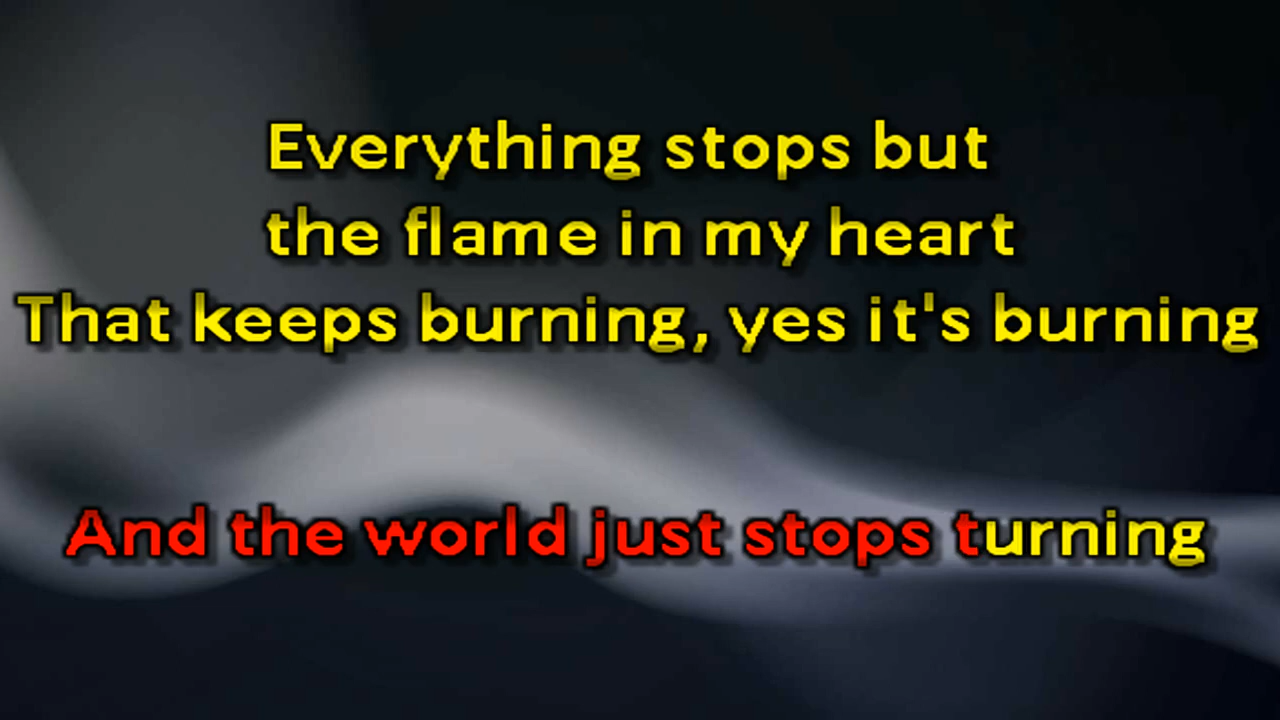 Everything stops but
the flame in my heart
That keeps burning, yes it's burning
And the world just stops turning